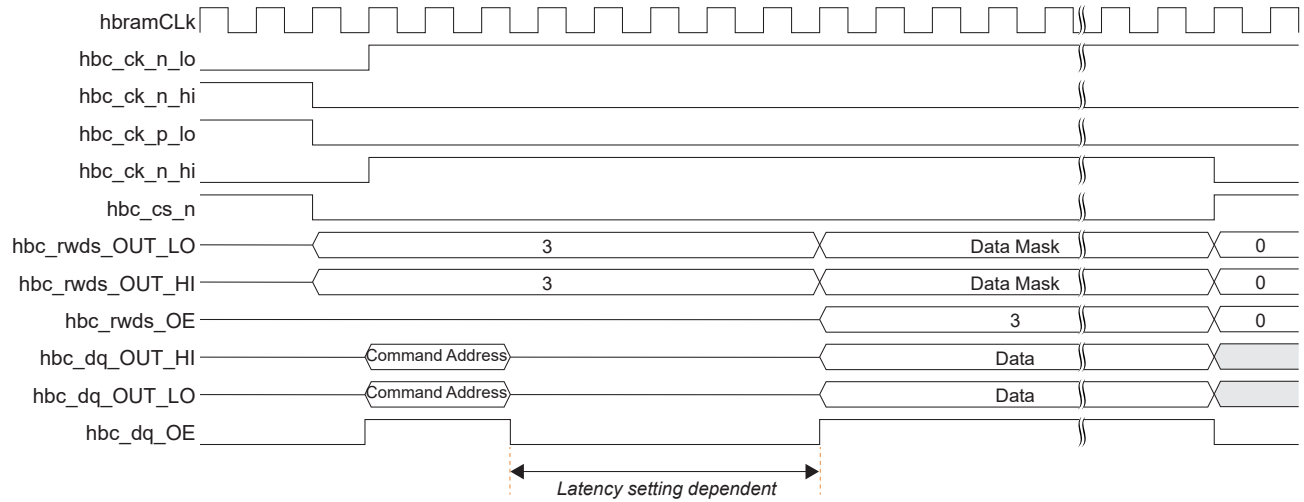 hbramCLk
hbc_ck_n_lo
hbc_ck_n_hi
hbc_ck_p_lo
hbc_ck_n_hi
hbc_cs_n
hbc_rwds_OUT_LO 3 Data Mask 0
hbc_rwds_OUT_HI 3 Data Mask 0
hbc_rwds_OE 3 0
hbc_dq_OUT_HI Command Address Data
hbc_dq_OUT_LO Command Address Data
hbc_dq_OE
Latency setting dependent